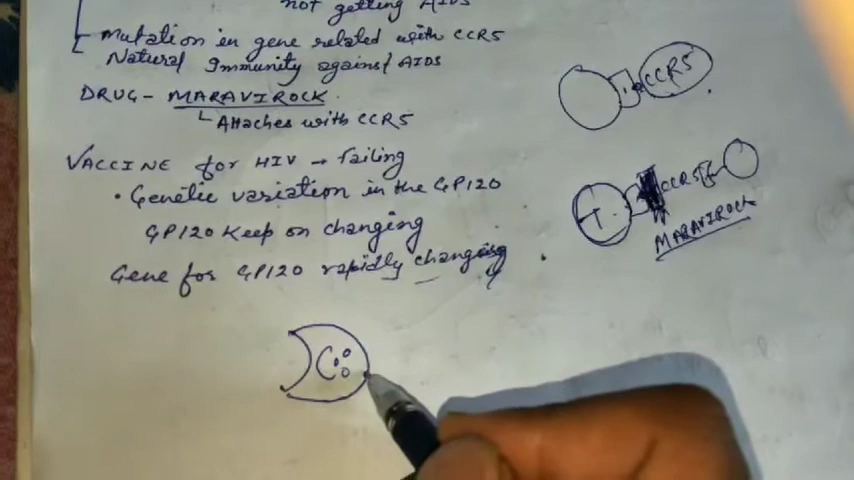 not getting AIDS
Mutation in gene related with CCR5
Natural Immunity against AIDS
DRUG - MARAVIROCK
Attaches with CCR5
VACCINE for HIV → failing
• Genetic variation in the GP120
GP120 Keep on changing
Gene for GP120 rapidly changing
CCR5
T
CCR5
MARAVIROCK